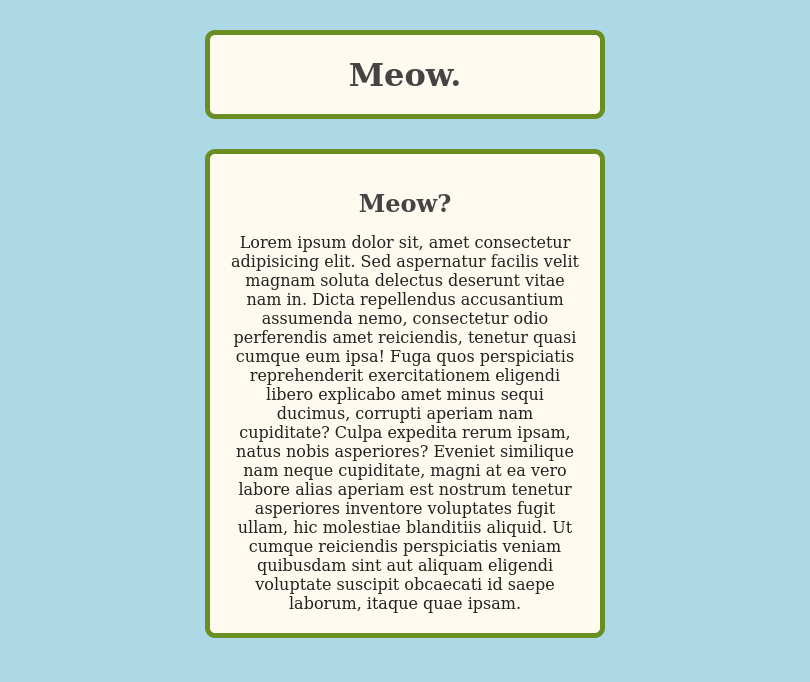 Meow.
Meow?
Lorem ipsum dolor sit, amet consectetur
adipisicing elit. Sed aspernatur facilis velit
magnam soluta delectus deserunt vitae
nam in. Dicta repellendus accusantium
assumenda nemo, consectetur odio
perferendis amet reiciendis, tenetur quasi
cumque eum ipsa! Fuga quos perspiciatis
reprehenderit exercitationem eligendi
libero explicabo amet minus sequi
ducimus, corrupti aperiam nam
cupiditate? Culpa expedita rerum ipsam,
natus nobis asperiores? Eveniet similique
nam neque cupiditate, magni at ea vero
labore alias aperiam est nostrum tenetur
asperiores inventore voluptates fugit
ullam, hic molestiae blanditiis aliquid. Ut
cumque reiciendis perspiciatis veniam
quibusdam sint aut aliquam eligendi
voluptate suscipit obcaecati id saepe
laborum, itaque quae ipsam.